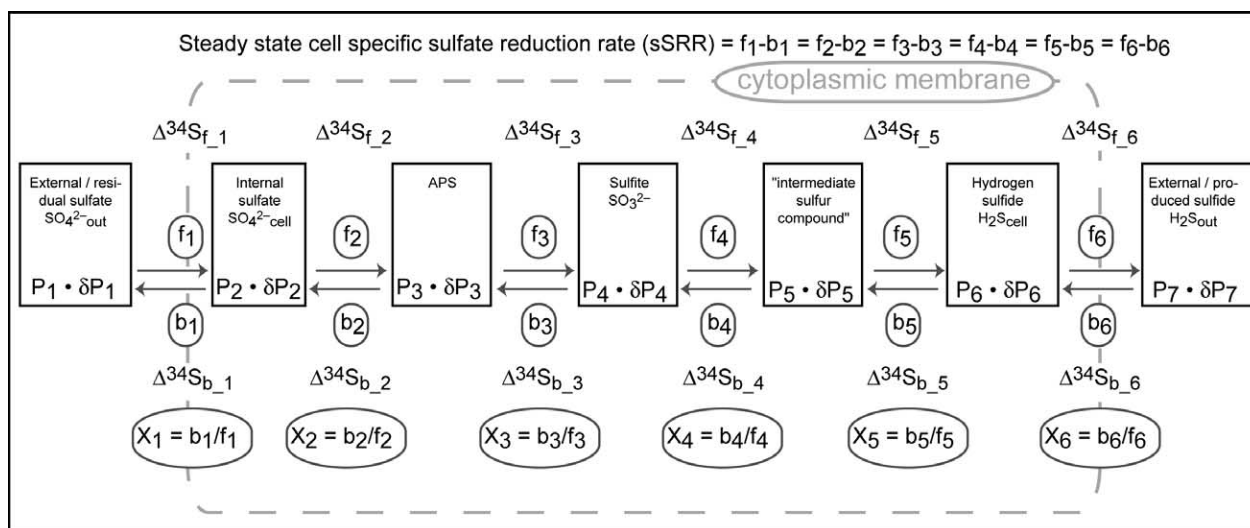 Steady state cell specific sulfate reduction rate (sSRR) = f1-b1 = f2-b2 = f3-b3 = f4-b4 = f5-b5 = f6-b6
cytoplasmic membrane
Δ34Sf_1 Δ34Sf_2 Δ34Sf_3 Δ34Sf_4 Δ34Sf_5 Δ34Sf_6
External / resi-
dual sulfate
SO42–out
P1 • δP1
Internal
sulfate
SO42–cell
P2 • δP2
APS
P3 • δP3
Sulfite
SO32–
P4 • δP4
"intermediate
sulfur
compound"
P5 • δP5
Hydrogen
sulfide
H2Scell
P6 • δP6
External / pro-
duced sulfide
H2Sout
P7 • δP7
f1 f2 f3 f4 f5 f6
b1 b2 b3 b4 b5 b6
Δ34Sb_1 Δ34Sb_2 Δ34Sb_3 Δ34Sb_4 Δ34Sb_5 Δ34Sb_6
X1 = b1/f1 X2 = b2/f2 X3 = b3/f3 X4 = b4/f4 X5 = b5/f5 X6 = b6/f6